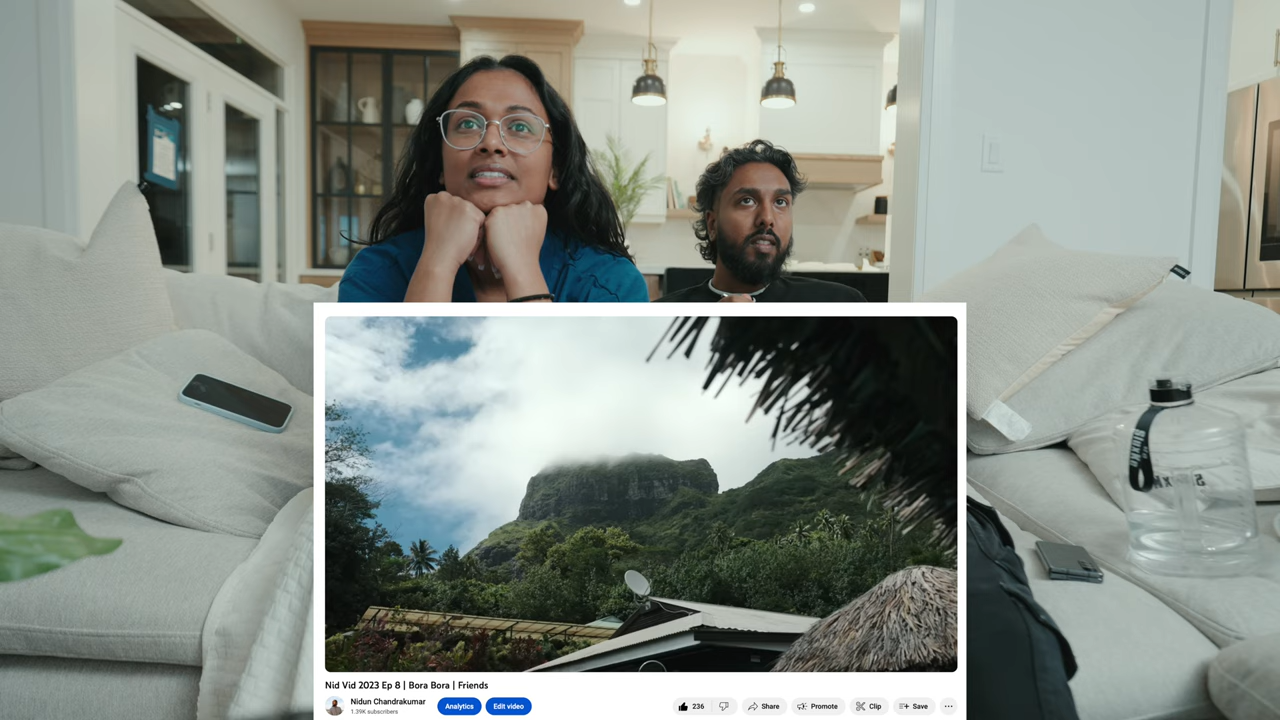 Nid Vid 2023 Ep 8 | Bora Bora | Friends
Nidun Chandrakumar
1.39K subscribers
Analytics
Edit video
236
Share
Promote
Clip
Save